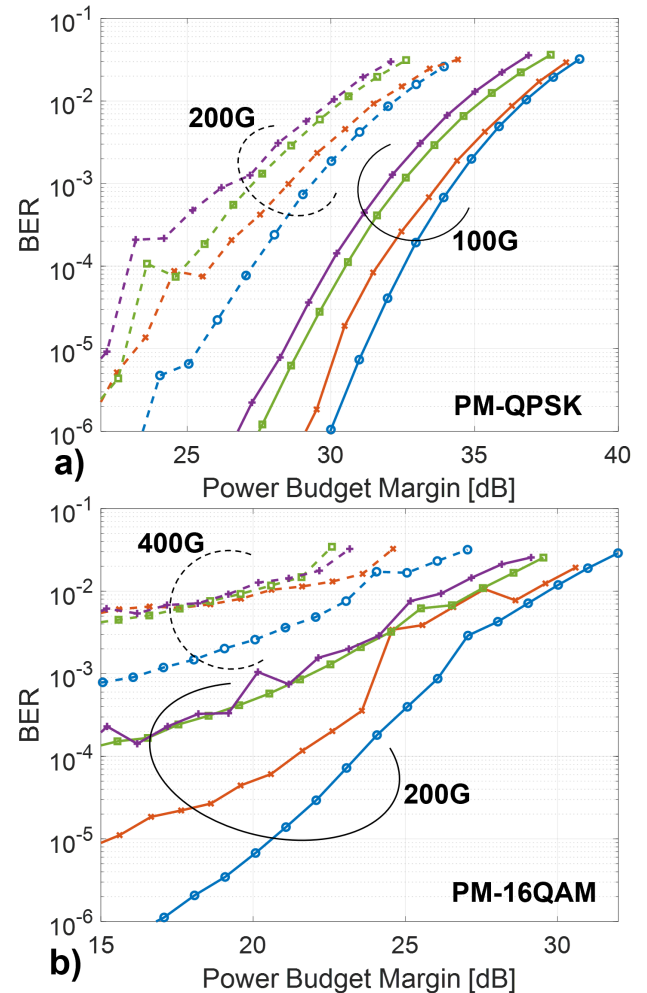 10-1
10-2
10-3
10-4
10-5
10-6
BER
200G
100G
PM-QPSK
25 30 35 40
a)
Power Budget Margin [dB]
10-1
10-2
10-3
10-4
10-5
10-6
BER
400G
200G
PM-16QAM
15 20 25 30
b)
Power Budget Margin [dB]